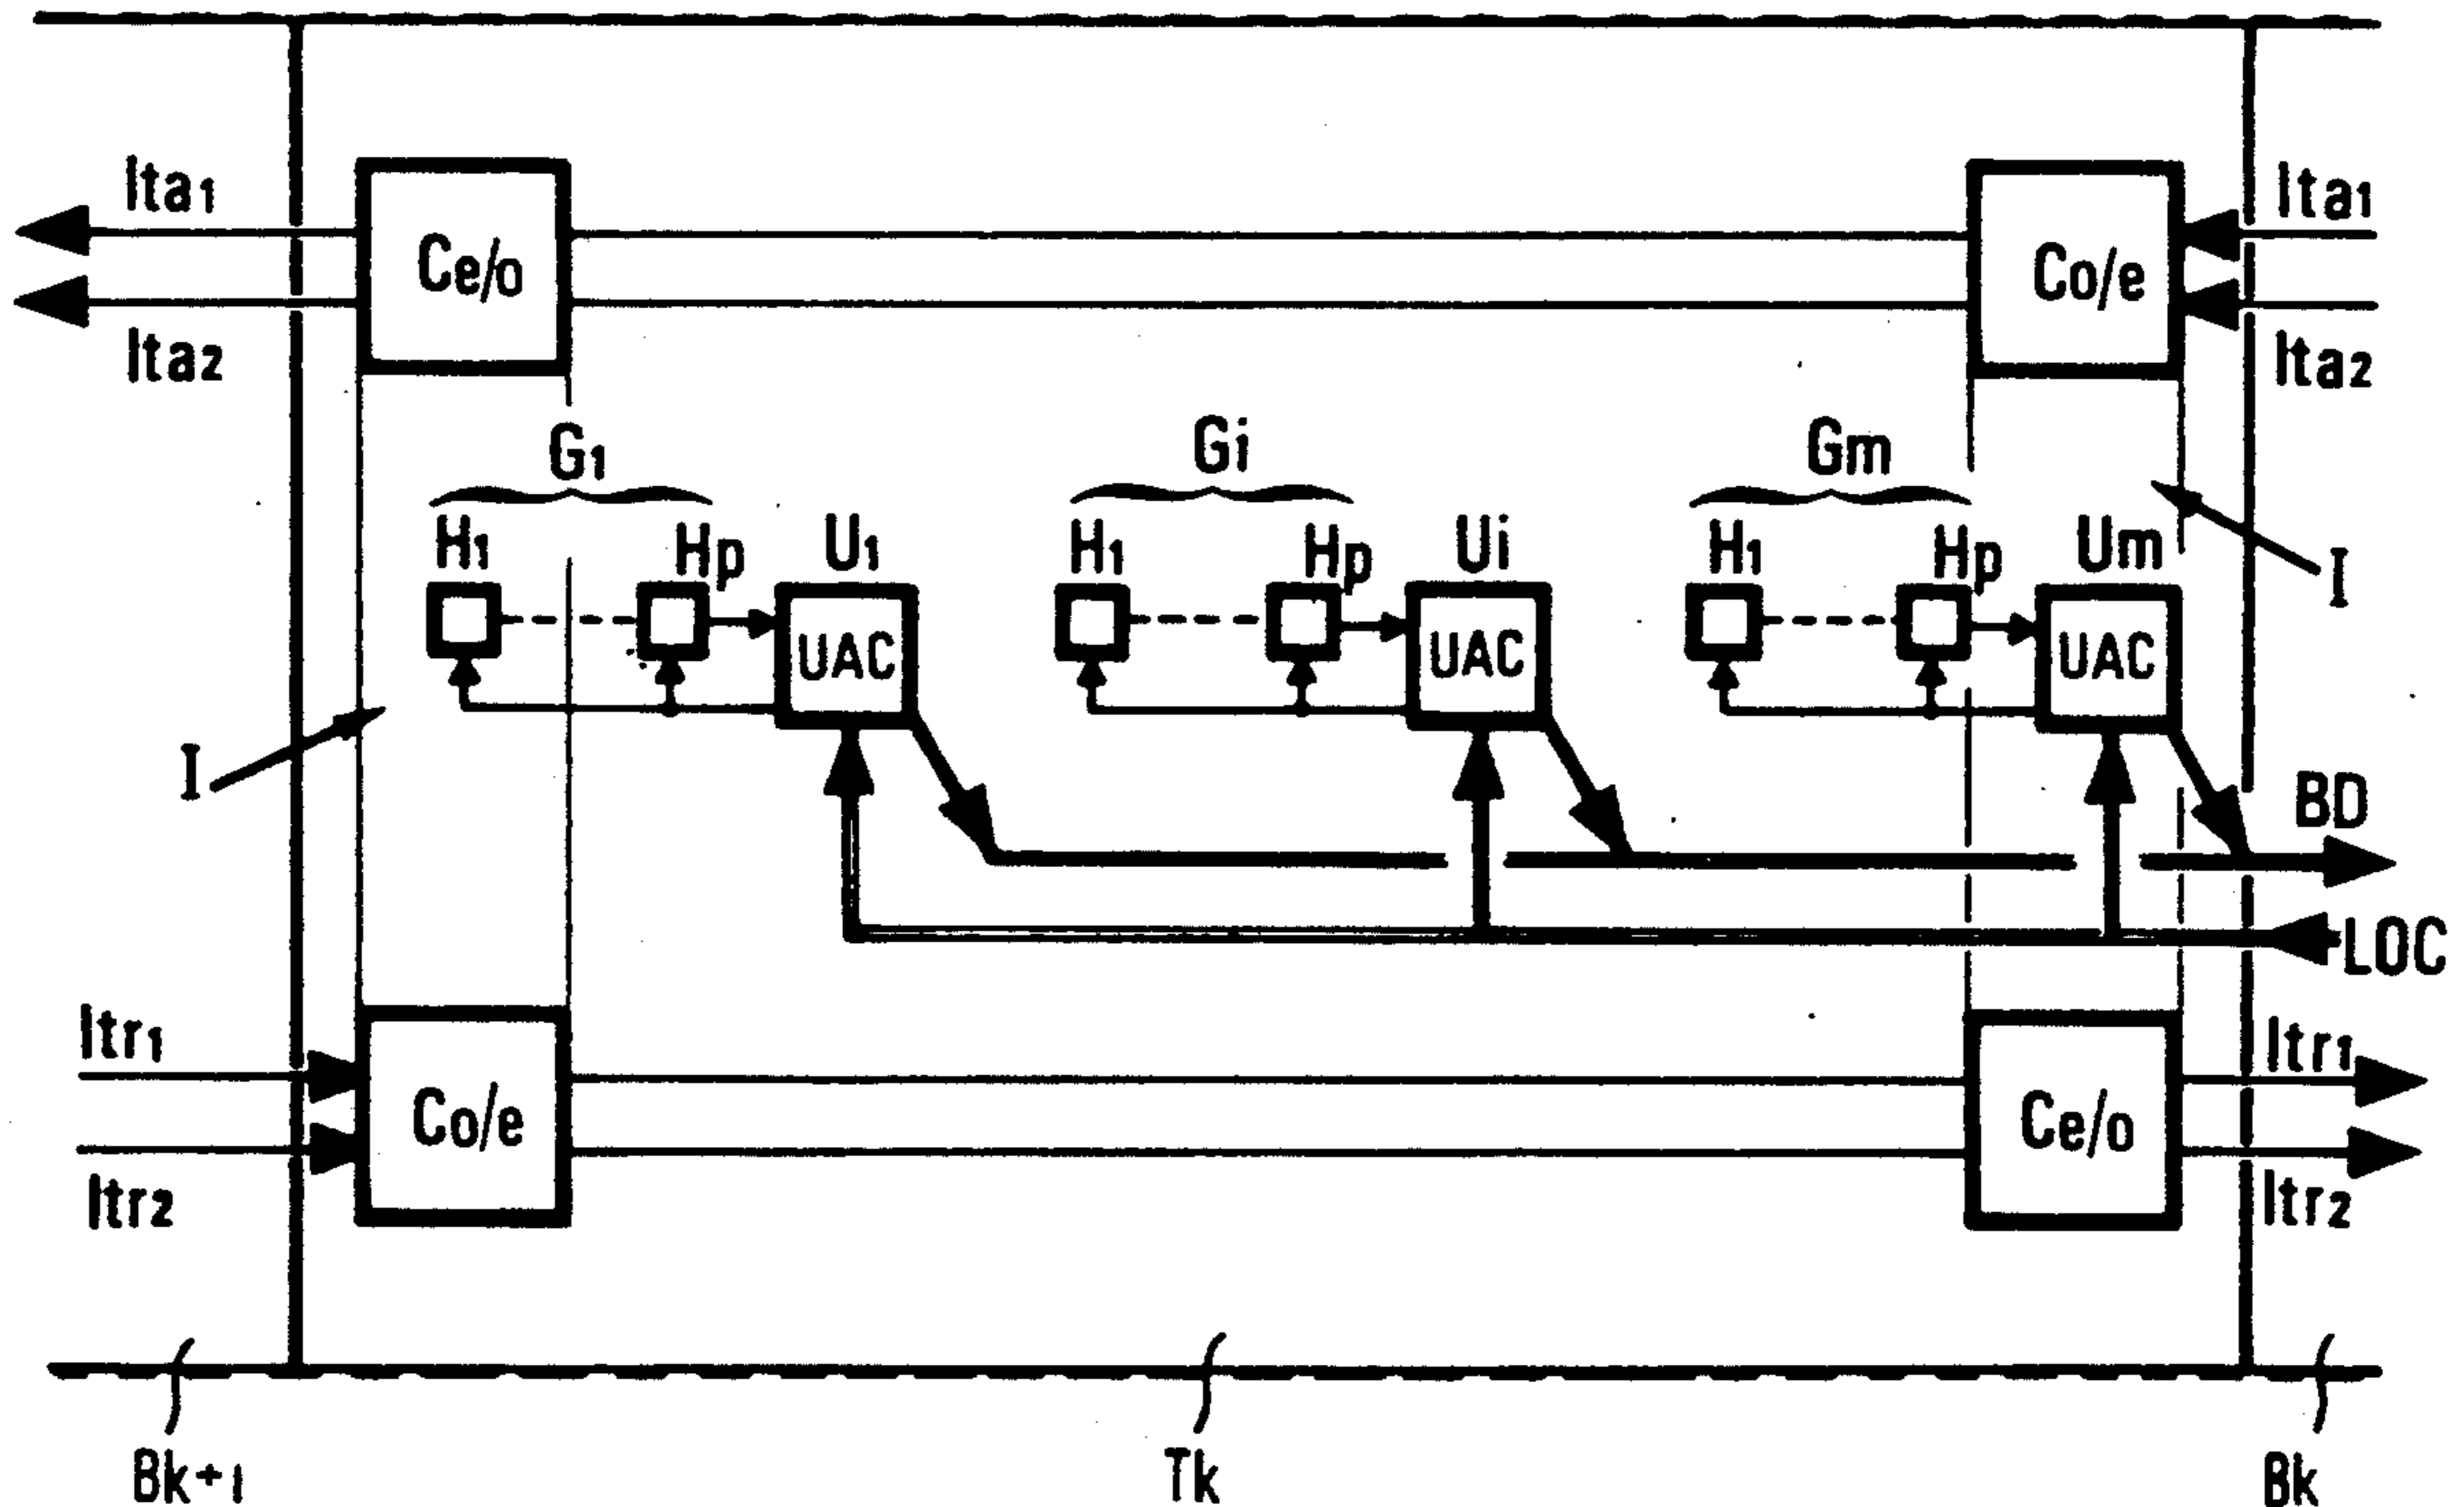 Ita1 Ita1
Ce/o Co/e
Ita2 Ita2
G1 Gi Gm
H1 Hp U1 H1 Hp Ui H1 Hp Um
I
UAC UAC UAC
I
BD
LOC
Itr1 Itr1
Co/e Ce/o
Itr2 Itr2
Bk+1 Tk Bk